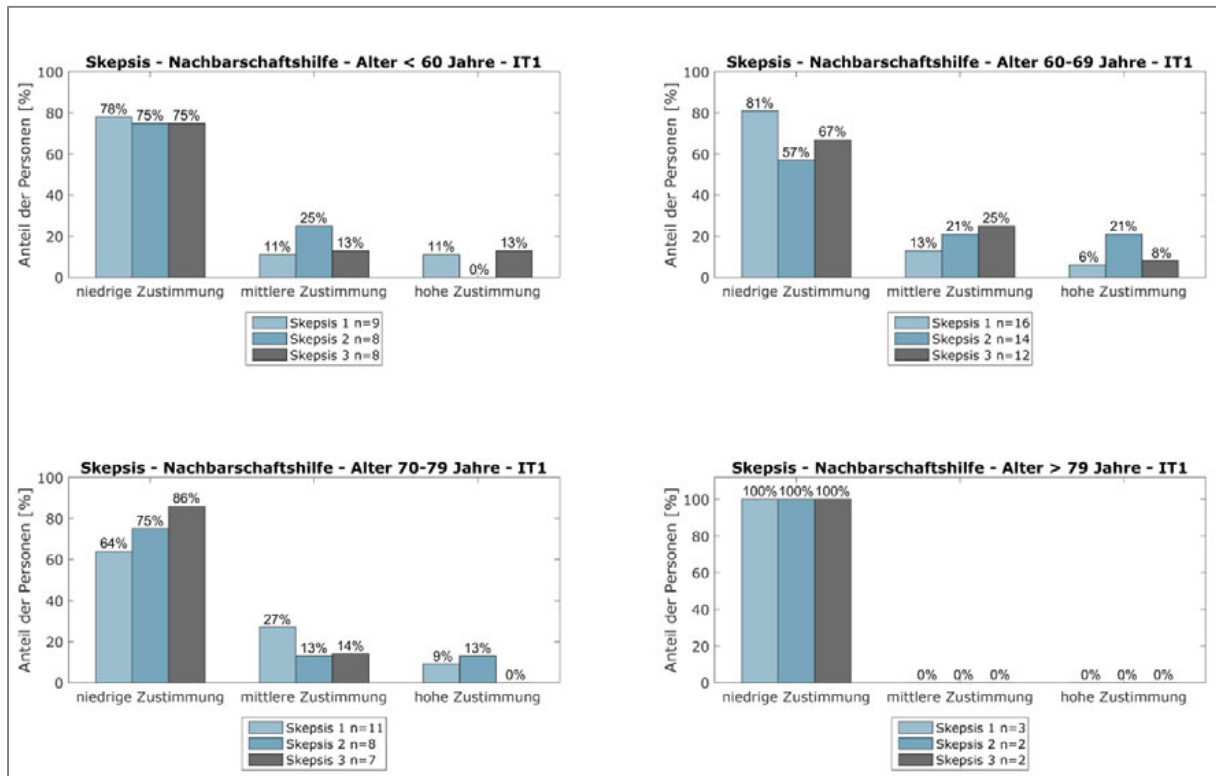 Skepsis - Nachbarschaftshilfe - Alter < 60 Jahre - IT1
Anteil der Personen [%]
100
80
60
40
20
0
78%
75%
75%
11%
25%
13%
11%
0%
13%
niedrige Zustimmung
mittlere Zustimmung
hohe Zustimmung
Skepsis 1 n=9
Skepsis 2 n=8
Skepsis 3 n=8
Skepsis - Nachbarschaftshilfe - Alter 60-69 Jahre - IT1
Anteil der Personen [%]
100
80
60
40
20
0
81%
57%
67%
13%
21%
25%
6%
21%
8%
niedrige Zustimmung
mittlere Zustimmung
hohe Zustimmung
Skepsis 1 n=16
Skepsis 2 n=14
Skepsis 3 n=12
Skepsis - Nachbarschaftshilfe - Alter 70-79 Jahre - IT1
Anteil der Personen [%]
100
80
60
40
20
0
64%
75%
86%
27%
13%
14%
9%
13%
0%
niedrige Zustimmung
mittlere Zustimmung
hohe Zustimmung
Skepsis 1 n=11
Skepsis 2 n=8
Skepsis 3 n=7
Skepsis - Nachbarschaftshilfe - Alter > 79 Jahre - IT1
Anteil der Personen [%]
100
80
60
40
20
0
100%
100%
100%
0%
0%
0%
0%
0%
0%
niedrige Zustimmung
mittlere Zustimmung
hohe Zustimmung
Skepsis 1 n=3
Skepsis 2 n=2
Skepsis 3 n=2